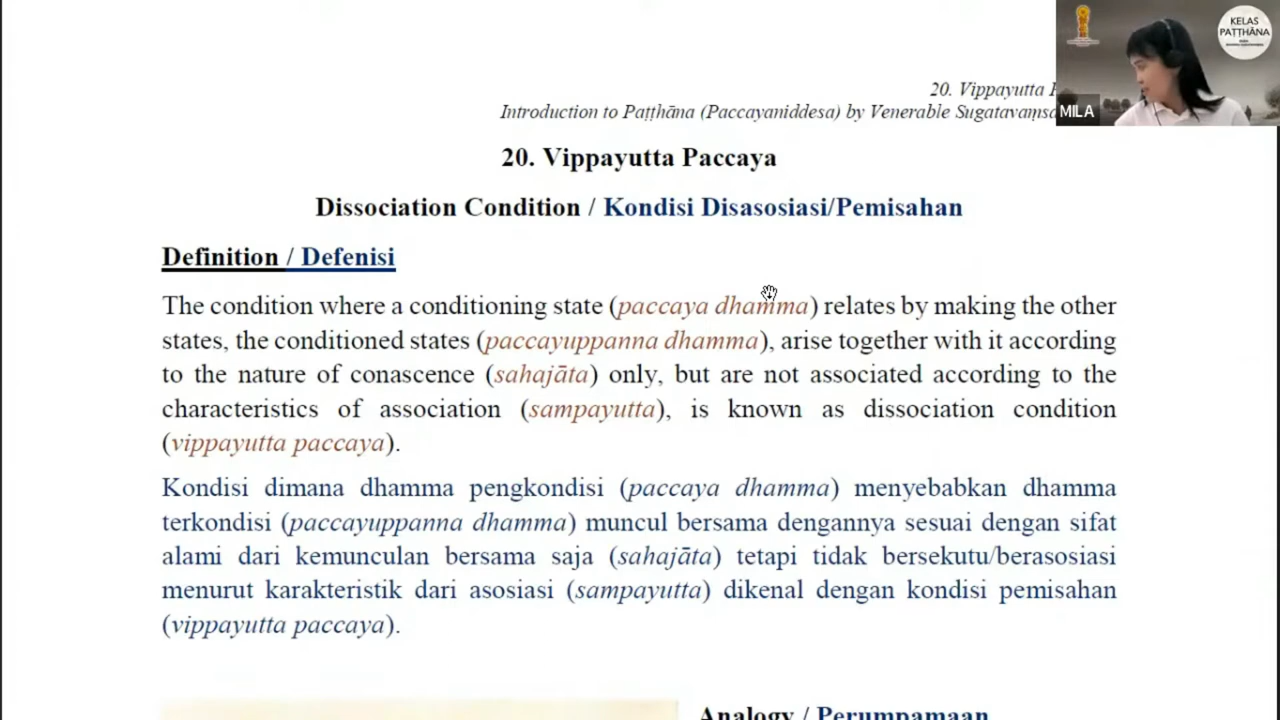 20. Vippayutta
Introduction to Paṭṭhāna (Paccayaniddesa) by Venerable
KELAS
PAṬṬHĀNA
MILA
20. Vippayutta Paccaya
Dissociation Condition / Kondisi Disasosiasi/Pemisahan
Definition / Defenisi
The condition where a conditioning state (paccaya dhamma) relates by making the other
states, the conditioned states (paccayuppanna dhamma), arise together with it according
to the nature of conascence (sahajāta) only, but are not associated according to the
characteristics of association (sampayutta), is known as dissociation condition
(vippayutta paccaya).
Kondisi dimana dhamma pengkondisi (paccaya dhamma) menyebabkan dhamma
terkondisi (paccayuppanna dhamma) muncul bersama dengannya sesuai dengan sifat
alami dari kemunculan bersama saja (sahajāta) tetapi tidak bersekutu/berasosiasi
menurut karakteristik dari asosiasi (sampayutta) dikenal dengan kondisi pemisahan
(vippayutta paccaya).
Analogy / Perumpamaan